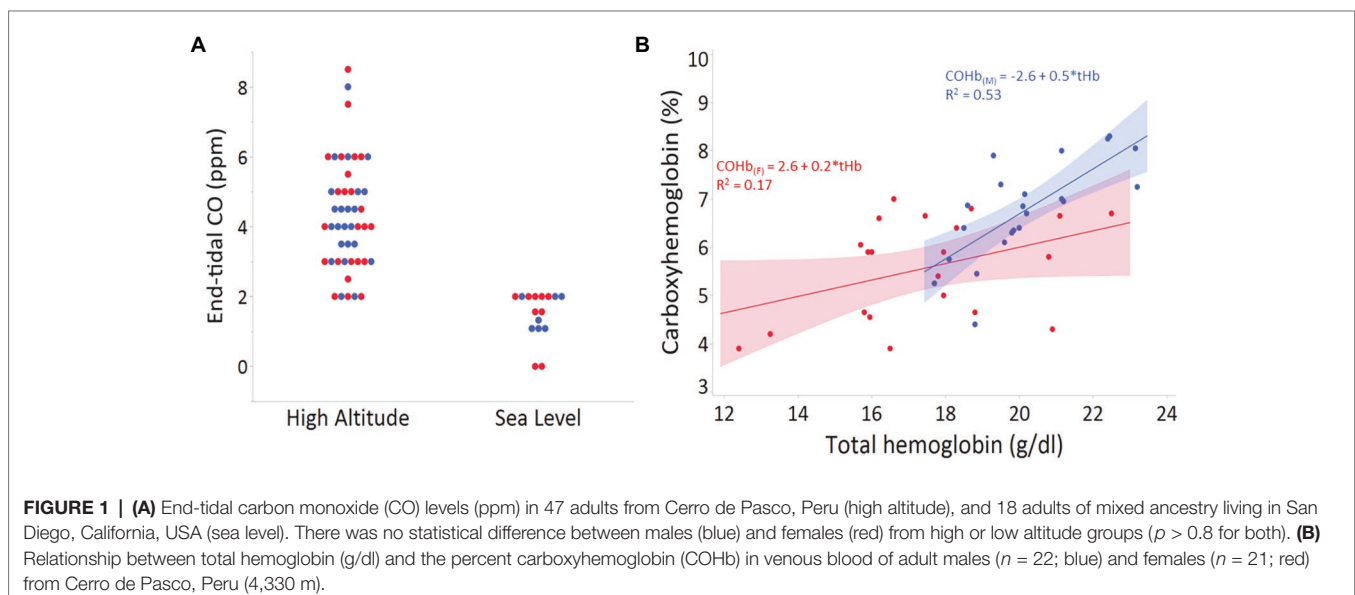 A
End-tidal CO (ppm)
8
6
4
2
0
High Altitude
Sea Level
B
Carboxyhemoglobin (%)
10
9
8
7
6
5
4
3
COHb(M) = -2.6 + 0.5*tHb
R² = 0.53
COHb(F) = 2.6 + 0.2*tHb
R² = 0.17
12 14 16 18 20 22 24
Total hemoglobin (g/dl)
FIGURE 1 | (A) End-tidal carbon monoxide (CO) levels (ppm) in 47 adults from Cerro de Pasco, Peru (high altitude), and 18 adults of mixed ancestry living in San
Diego, California, USA (sea level). There was no statistical difference between males (blue) and females (red) from high or low altitude groups (p > 0.8 for both). (B)
Relationship between total hemoglobin (g/dl) and the percent carboxyhemoglobin (COHb) in venous blood of adult males (n = 22; blue) and females (n = 21; red)
from Cerro de Pasco, Peru (4,330 m).